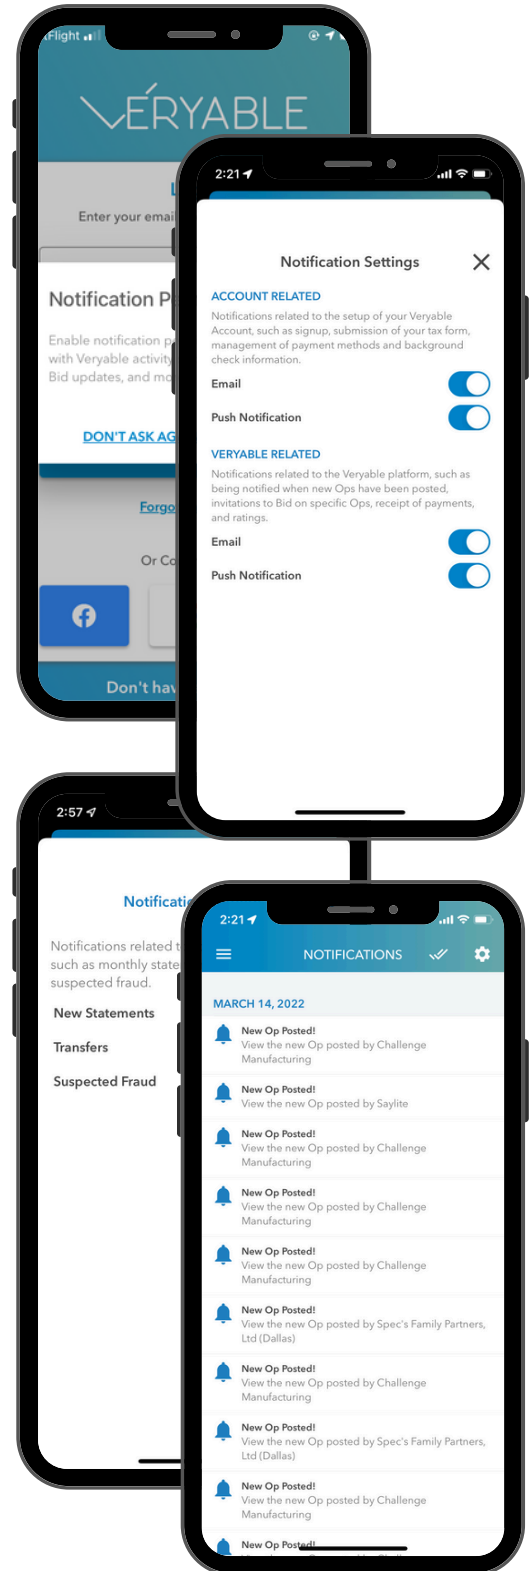 Flight
VÉRYABLE
Enter your emai
Notification P
Enable notification p
with Veryable activity
Bid updates, and mo
DON'T ASK AG
Forgo
Or Co
Don't hav
2:21
Notification Settings
ACCOUNT RELATED
Notifications related to the setup of your Veryable
Account, such as signup, submission of your tax form,
management of payment methods and background
check information.
Email
Push Notification
VERYABLE RELATED
Notifications related to the Veryable platform, such as
being notified when new Ops have been posted,
invitations to Bid on specific Ops, receipt of payments,
and ratings.
Email
Push Notification
2:57
Notificatio
Notifications related t
such as monthly state
suspected fraud.
New Statements
Transfers
Suspected Fraud
2:21
NOTIFICATIONS
MARCH 14, 2022
New Op Posted!
View the new Op posted by Challenge
Manufacturing
New Op Posted!
View the new Op posted by Saylite
New Op Posted!
View the new Op posted by Challenge
Manufacturing
New Op Posted!
View the new Op posted by Challenge
Manufacturing
New Op Posted!
View the new Op posted by Challenge
Manufacturing
New Op Posted!
View the new Op posted by Spec's Family Partners,
Ltd (Dallas)
New Op Posted!
View the new Op posted by Challenge
Manufacturing
New Op Posted!
View the new Op posted by Spec's Family Partners,
Ltd (Dallas)
New Op Posted!
View the new Op posted by Challenge
Manufacturing
New Op Posted!